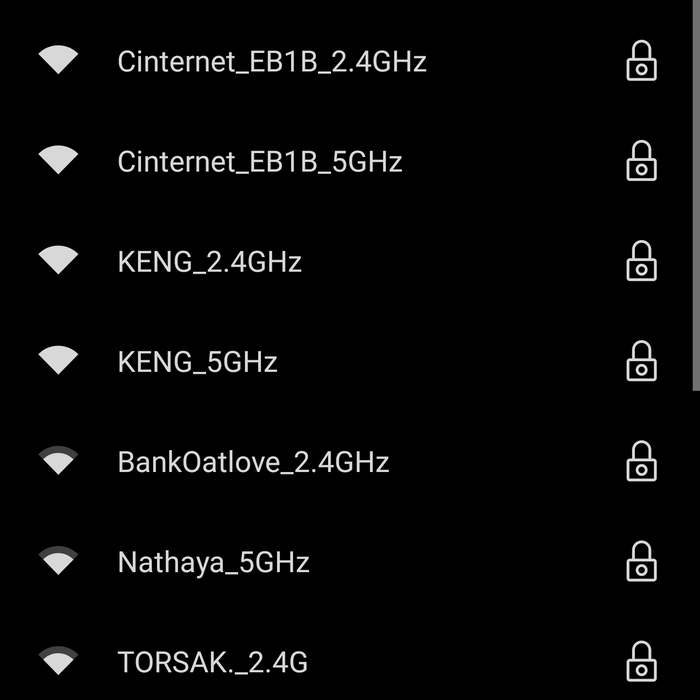 Cinternet_EB1B_2.4GHz
Cinternet_EB1B_5GHz
KENG_2.4GHz
KENG_5GHz
BankOatlove_2.4GHz
Nathaya_5GHz
TORSAK._2.4G